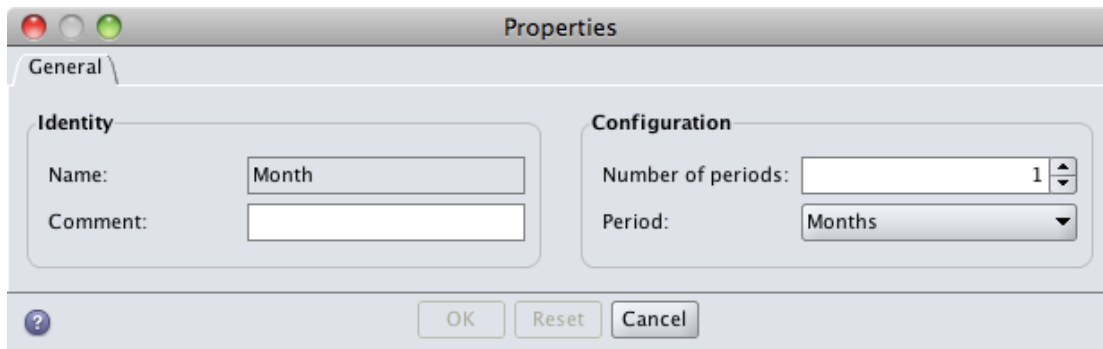 Properties
General
Identity
Name: Month
Comment:
Configuration
Number of periods: 1
Period: Months
?
OK Reset Cancel